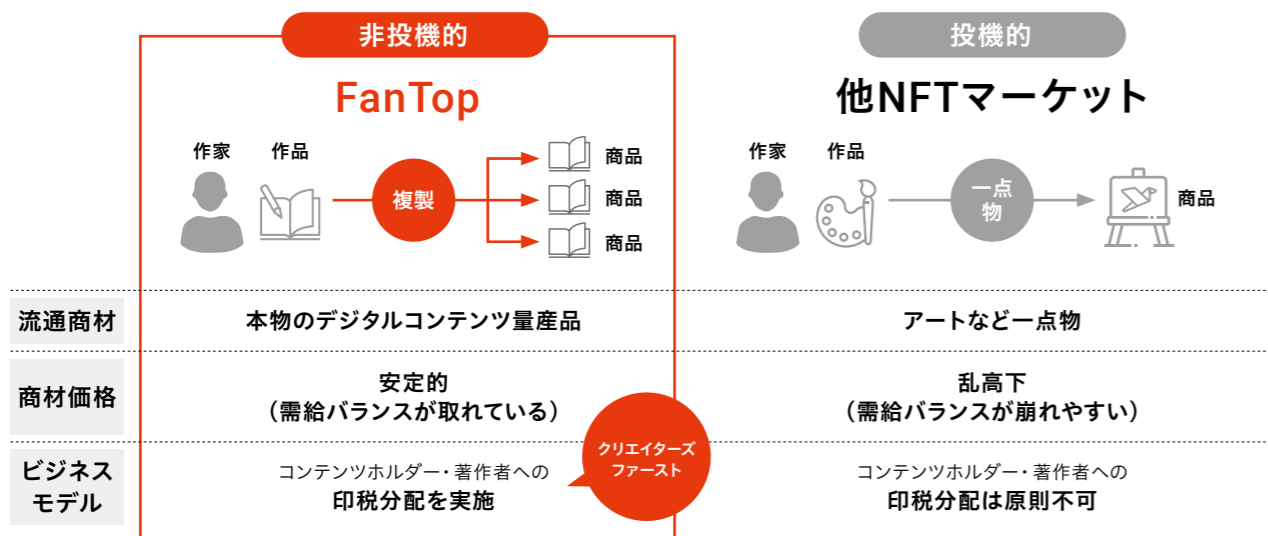 非投機的
FanTop
作家
作品
複製
商品
商品
商品
投機的
他NFTマーケット
作家
作品
一点
物
商品
流通商材
本物のデジタルコンテンツ量産品
アートなど一点物
商材価格
安定的
（需給バランスが取れている）
乱高下
（需給バランスが崩れやすい）
ビジネス
モデル
コンテンツホルダー・著作者への
印税分配を実施
クリエイターズ
ファースト
コンテンツホルダー・著作者への
印税分配は原則不可